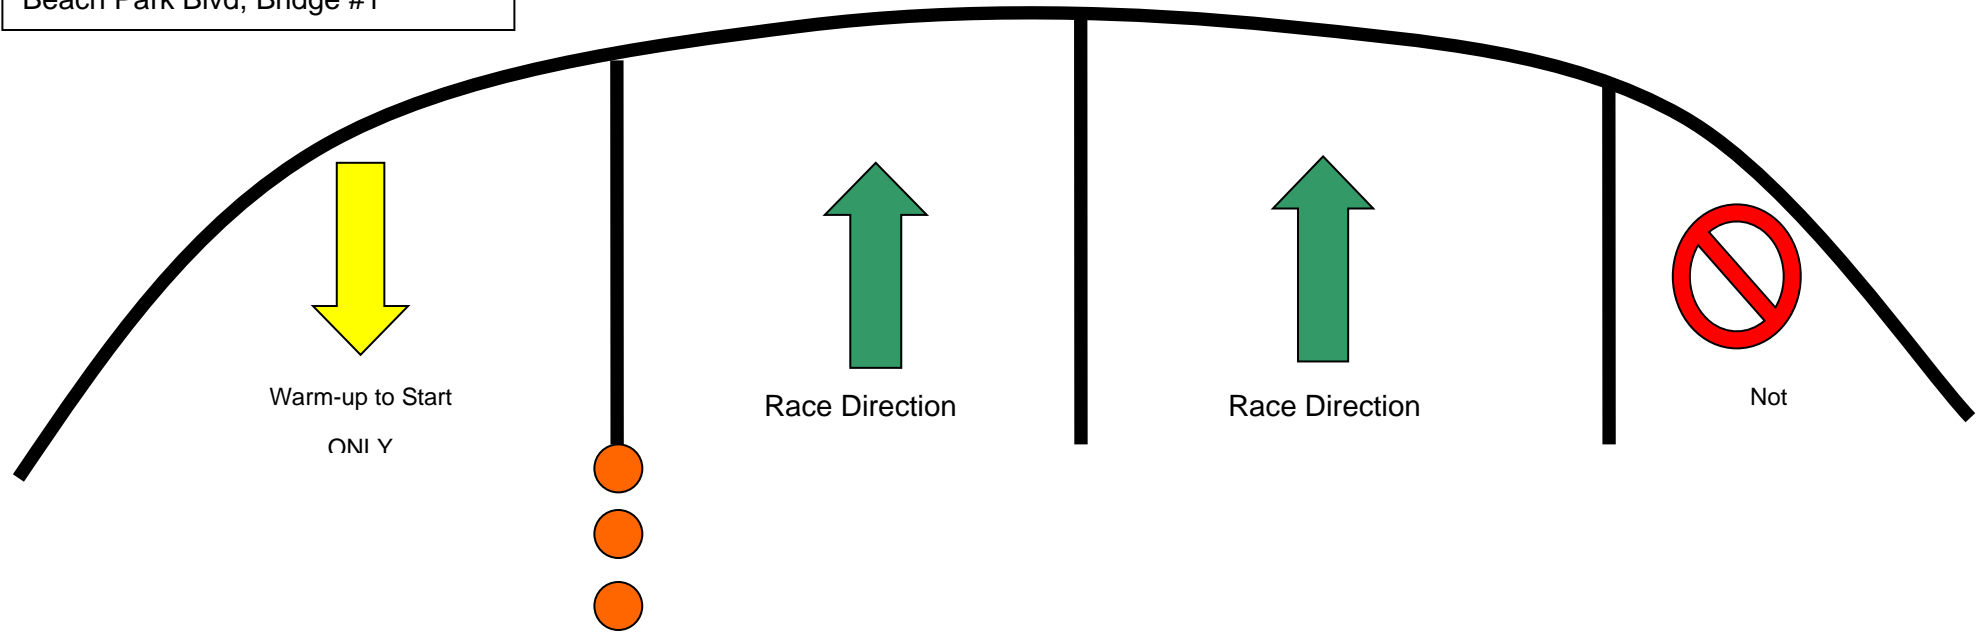 Beach Park Blvd, Bridge #1
Warm-up to Start
ONLY
Race Direction
Race Direction
Not